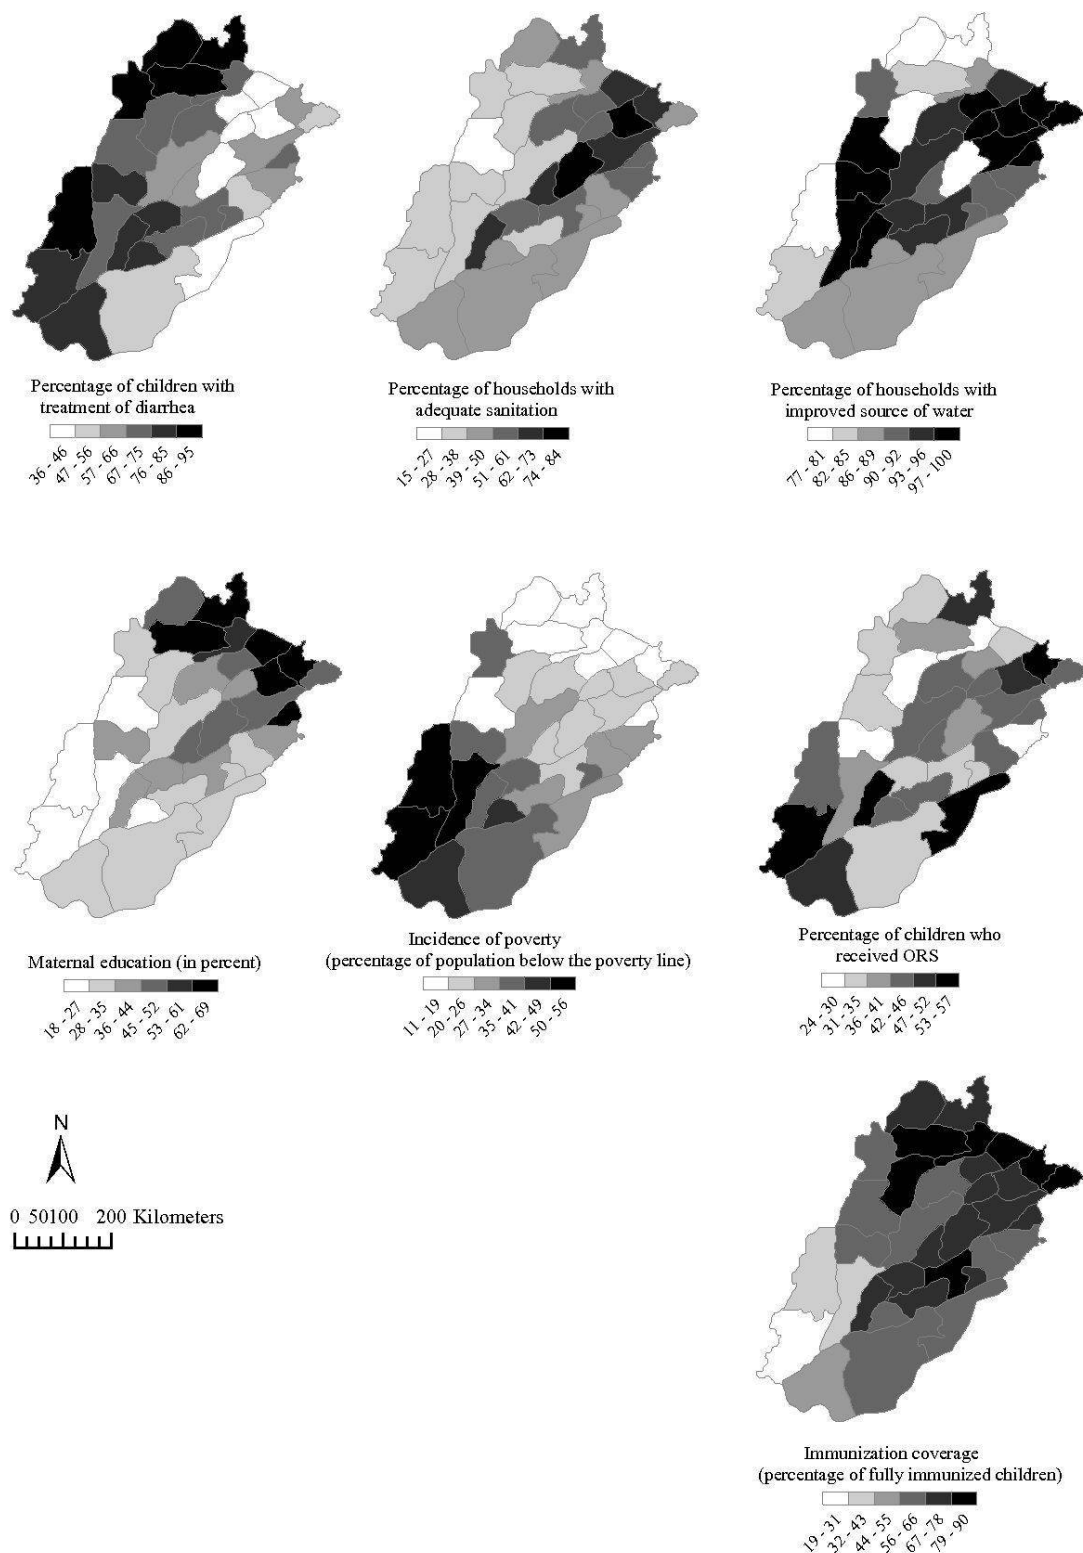 Percentage of children with
treatment of diarrhea
36 - 46
47 - 56
57 - 66
67 - 75
76 - 85
86 - 95
Percentage of households with
adequate sanitation
15 - 27
28 - 38
39 - 50
51 - 61
62 - 73
74 - 84
Percentage of households with
improved source of water
77 - 81
82 - 85
86 - 89
90 - 92
93 - 96
97 - 100
Maternal education (in percent)
18 - 27
28 - 35
36 - 44
45 - 52
53 - 61
62 - 69
Incidence of poverty
(percentage of population below the poverty line)
11 - 19
20 - 26
27 - 34
35 - 41
42 - 49
50 - 56
Percentage of children who
received ORS
24 - 30
31 - 35
36 - 41
42 - 46
47 - 52
53 - 57
N
0 50100 200 Kilometers
Immunization coverage
(percentage of fully immunized children)
19 - 31
32 - 43
44 - 55
56 - 66
67 - 78
79 - 90